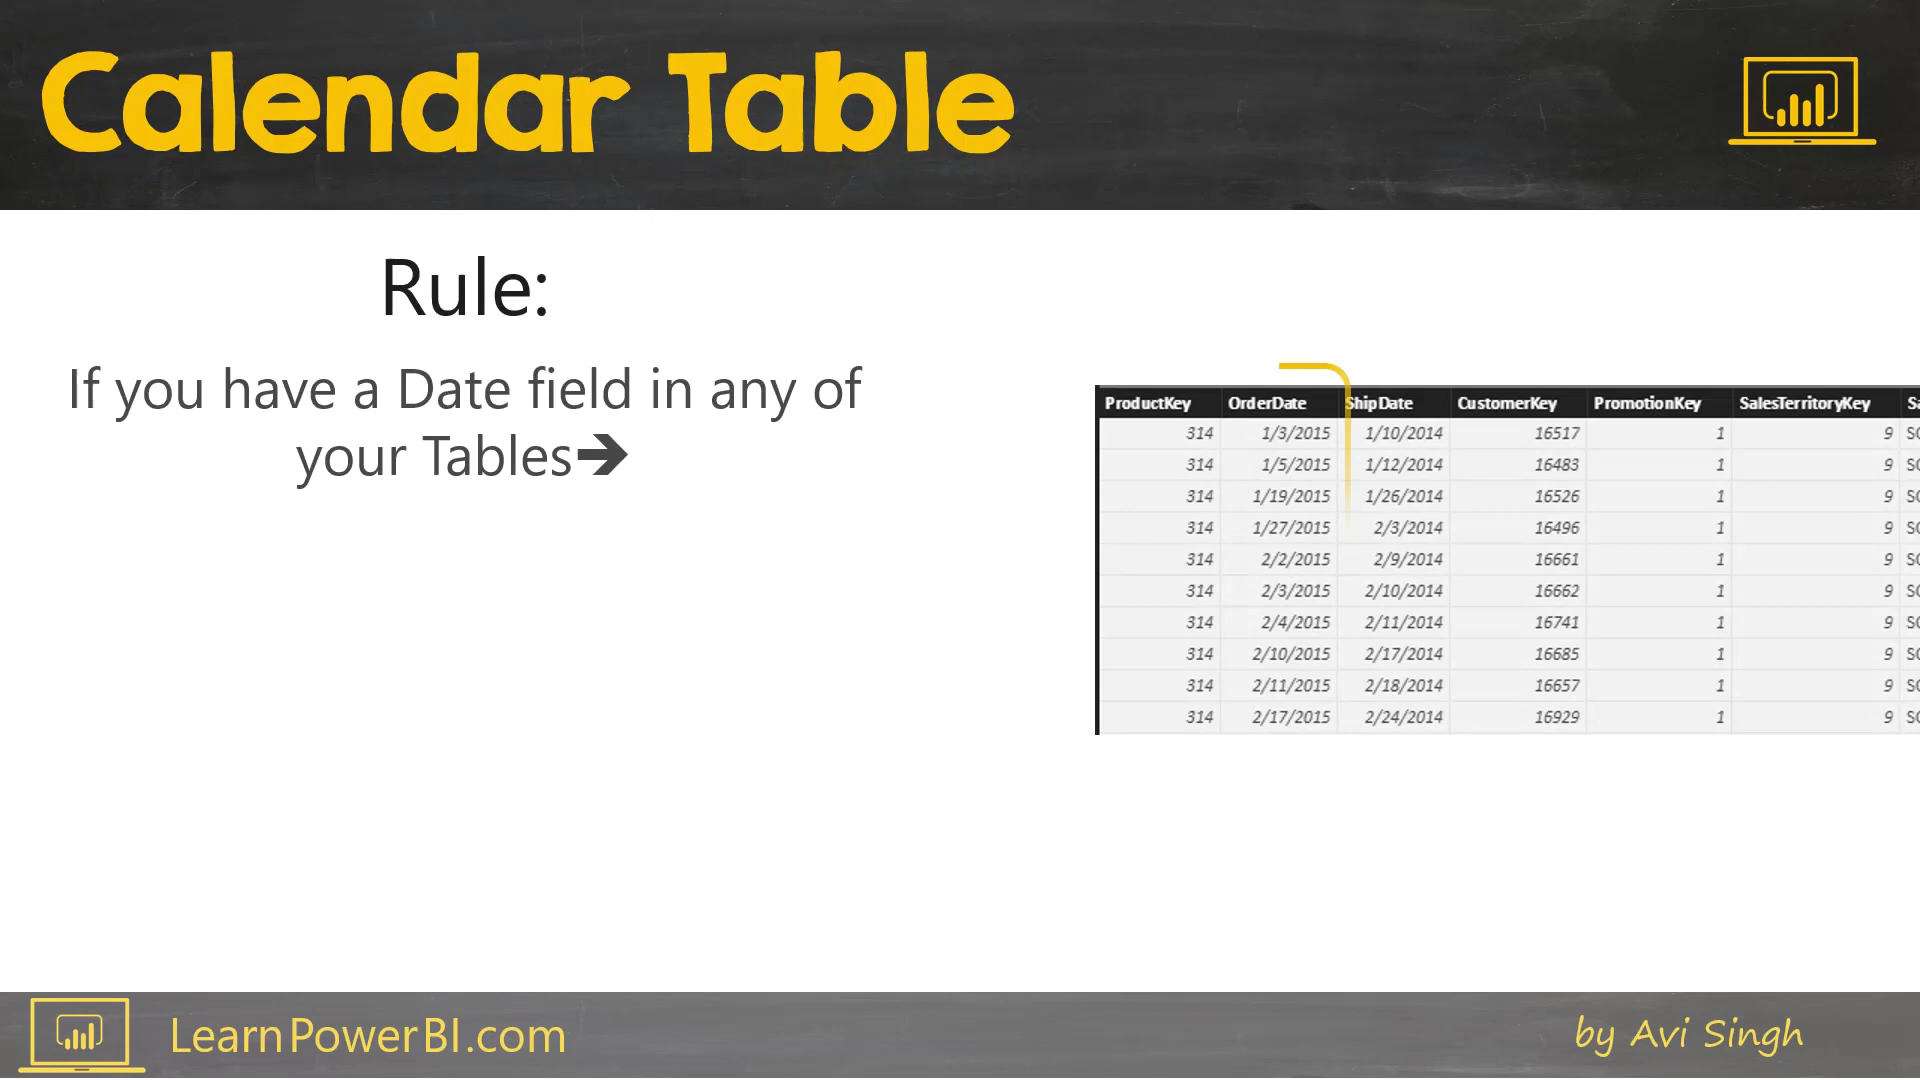 Calendar Table
Rule:
If you have a Date field in any of
your Tables➔
ProductKey OrderDate ShipDate CustomerKey PromotionKey SalesTerritoryKey
314 1/3/2015 1/10/2014 16517 1 9
314 1/5/2015 1/12/2014 16483 1 9
314 1/19/2015 1/26/2014 16526 1 9
314 1/27/2015 2/3/2014 16496 1 9
314 2/2/2015 2/9/2014 16661 1 9
314 2/3/2015 2/10/2014 16662 1 9
314 2/4/2015 2/11/2014 16741 1 9
314 2/10/2015 2/17/2014 16685 1 9
314 2/11/2015 2/18/2014 16657 1 9
314 2/17/2015 2/24/2014 16929 1 9
LearnPowerBI.com
by Avi Singh